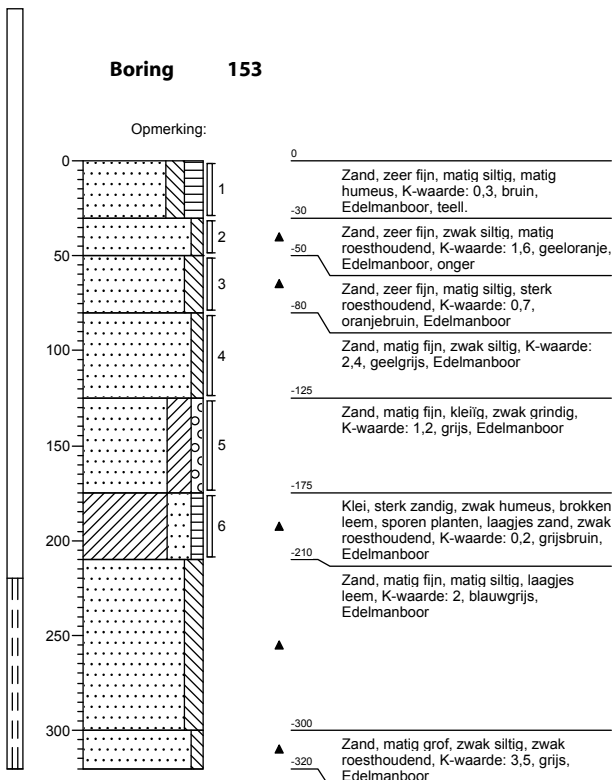 Boring 153
Opmerking:
0
50
100
150
200
250
300
1
2
3
4
5
6
0
Zand, zeer fijn, matig siltig, matig
humeus, K-waarde: 0,3, bruin,
Edelmanboor, teell.
-30
Zand, zeer fijn, zwak siltig, matig
roesthoudend, K-waarde: 1,6, geeloranje,
Edelmanboor, onger
-50
Zand, zeer fijn, matig siltig, sterk
roesthoudend, K-waarde: 0,7,
oranjebruin, Edelmanboor
-80
Zand, matig fijn, zwak siltig, K-waarde:
2,4, geelgrijs, Edelmanboor
-125
Zand, matig fijn, kleiïg, zwak grindig,
K-waarde: 1,2, grijs, Edelmanboor
-175
Klei, sterk zandig, zwak humeus, brokken
leem, sporen planten, laagjes zand, zwak
roesthoudend, K-waarde: 0,2, grijsbruin,
Edelmanboor
-210
Zand, matig fijn, matig siltig, laagjes
leem, K-waarde: 2, blauwgrijs,
Edelmanboor
-300
Zand, matig grof, zwak siltig, zwak
roesthoudend, K-waarde: 3,5, grijs,
Edelmanboor
-320